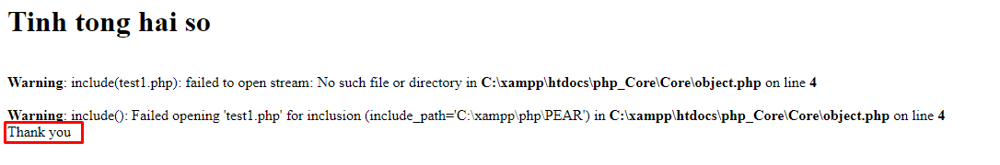 Tinh tong hai so
Warning: include(test1.php): failed to open stream: No such file or directory in C:\xampp\htdocs\php_Core\Core\object.php on line 4
Warning: include(): Failed opening 'test1.php' for inclusion (include_path='C:\xampp\php\PEAR') in C:\xampp\htdocs\php_Core\Core\object.php on line 4
Thank you